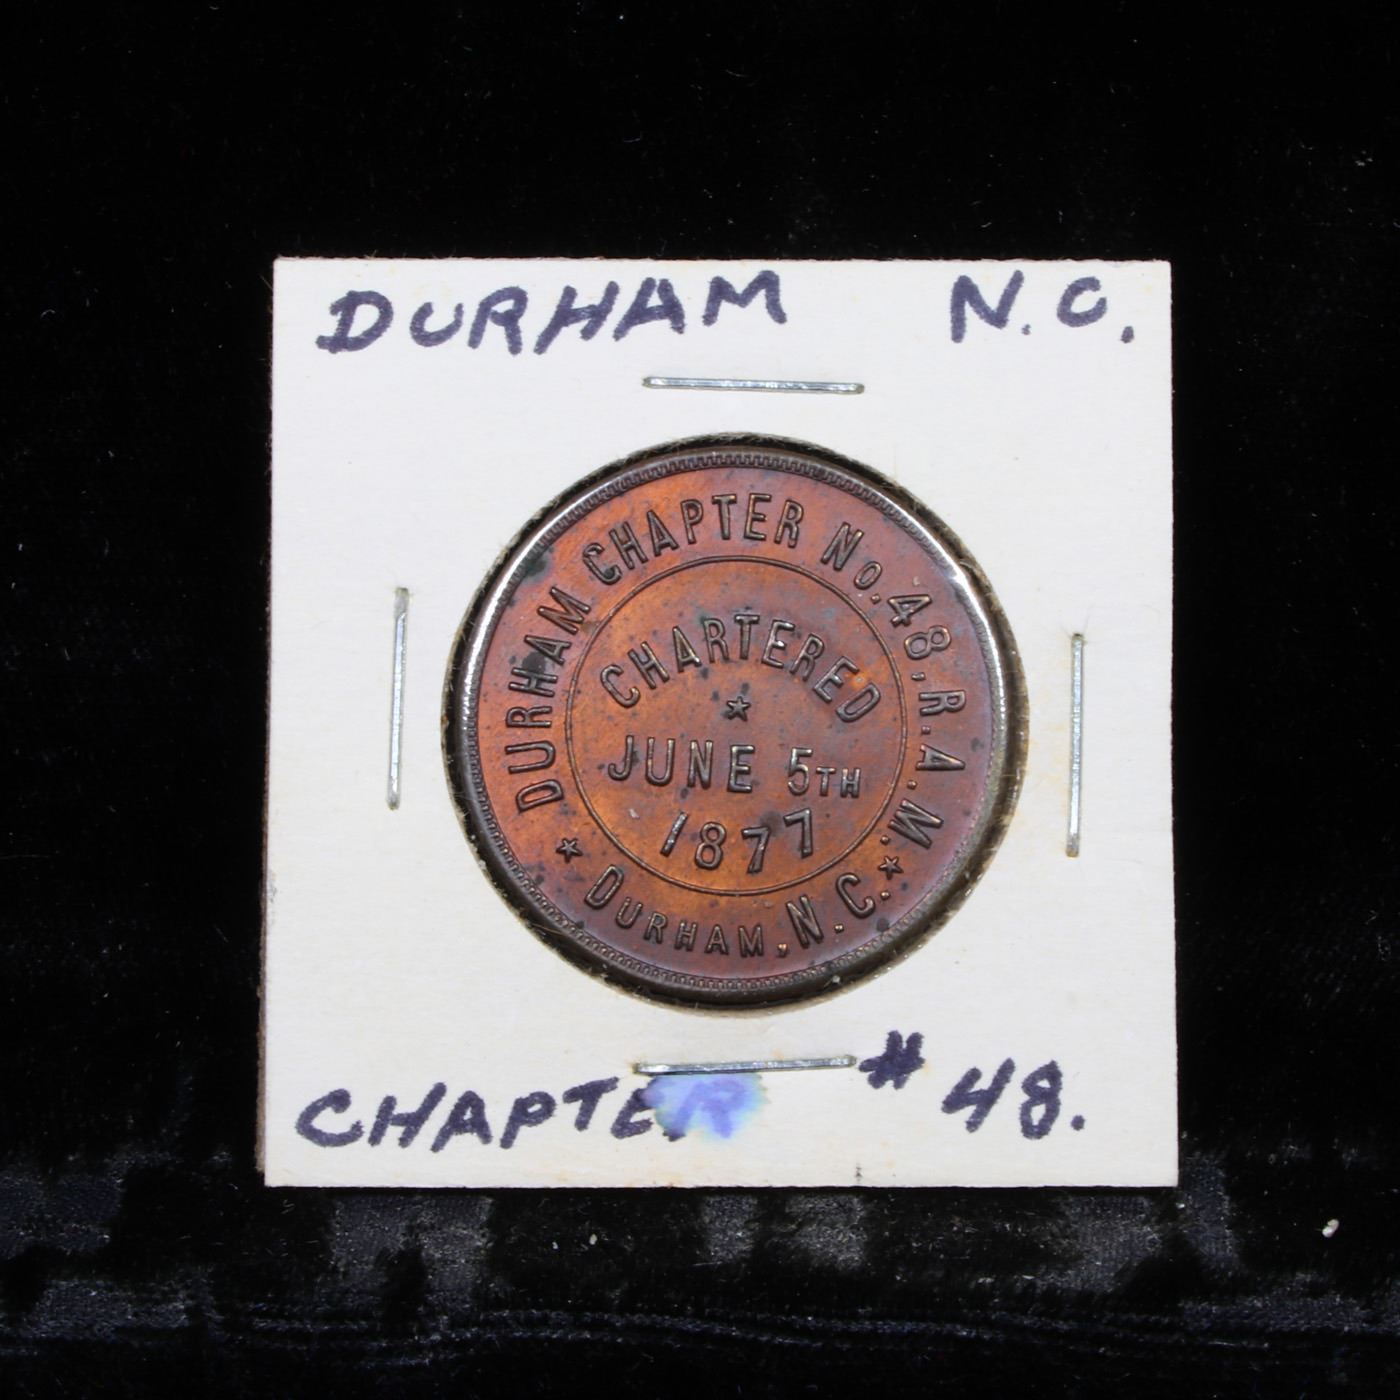 DURHAM N.C.
DURHAM CHAPTER No. 48, R.A.M.
CHARTERED
JUNE 5TH
1877
DURHAM, N.C.
CHAPTER # 48.